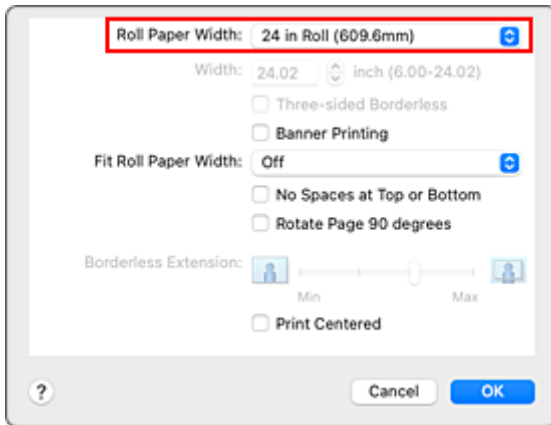 Roll Paper Width: 24 in Roll (609.6mm)
Width: 24.02 inch (6.00-24.02)
Three-sided Borderless
Banner Printing
Fit Roll Paper Width: Off
No Spaces at Top or Bottom
Rotate Page 90 degrees
Borderless Extension:
Min Max
Print Centered
? Cancel OK